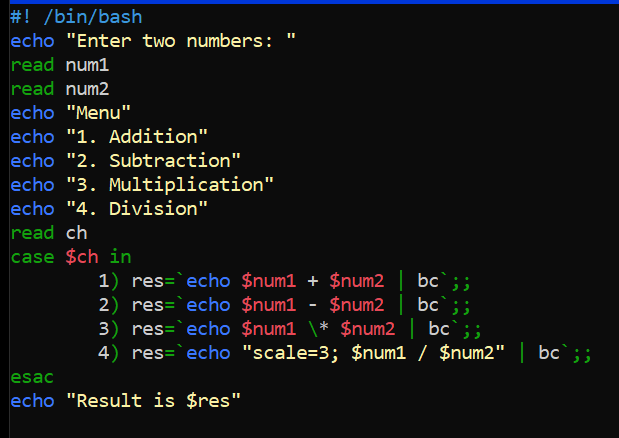 #! /bin/bash
echo "Enter two numbers: "
read num1
read num2
echo "Menu"
echo "1. Addition"
echo "2. Subtraction"
echo "3. Multiplication"
echo "4. Division"
read ch
case $ch in
        1) res=`echo $num1 + $num2 | bc`;;
        2) res=`echo $num1 - $num2 | bc`;;
        3) res=`echo $num1 \* $num2 | bc`;;
        4) res=`echo "scale=3; $num1 / $num2" | bc`;;
esac
echo "Result is $res"